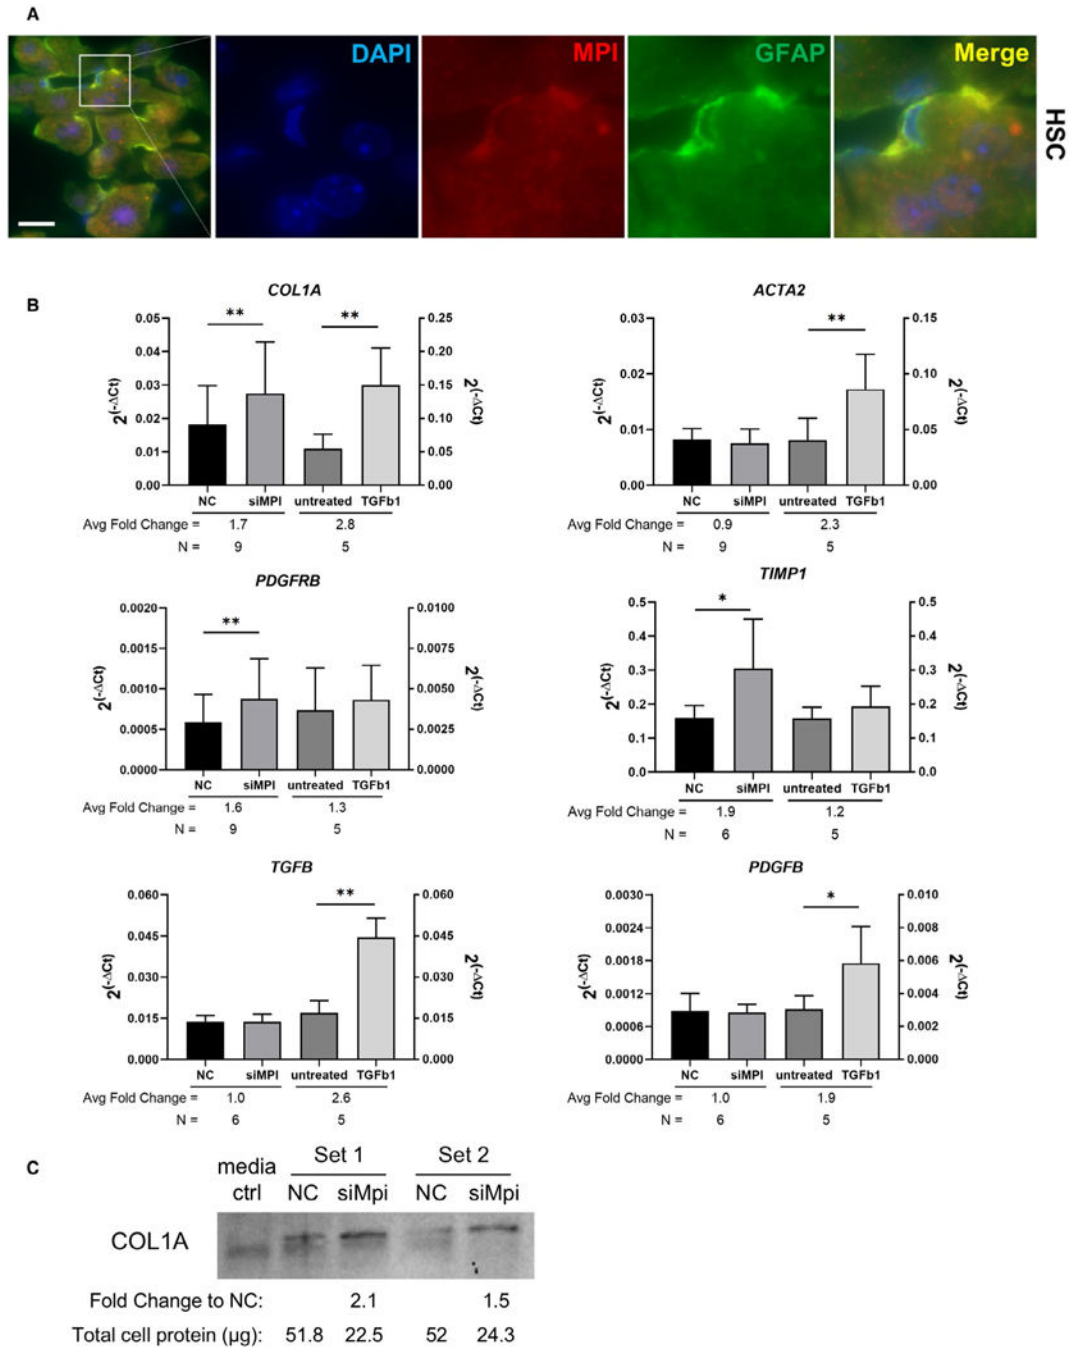 A
DAPI MPI GFAP Merge
HSC
B
COL1A
0.05 0.25
0.04 0.20
0.03 0.15
0.02 0.10
0.01 0.05
0.00 0.00
2(-ΔCt) 2(-ΔCt)
** **
NC siMPI untreated TGFb1
Avg Fold Change = 1.7 2.8
N = 9 5
ACTA2
0.03 0.15
0.02 0.10
0.01 0.05
0.00 0.00
2(-ΔCt) 2(-ΔCt)
**
NC siMPI untreated TGFb1
Avg Fold Change = 0.9 2.3
N = 9 5
PDGFRB
0.0020 0.0100
0.0015 0.0075
0.0010 0.0050
0.0005 0.0025
0.0000 0.0000
2(-ΔCt) 2(-ΔCt)
**
NC siMPI untreated TGFb1
Avg Fold Change = 1.6 1.3
N = 9 5
TIMP1
0.5 0.5
0.4 0.4
0.3 0.3
0.2 0.2
0.1 0.1
0.0 0.0
2(-ΔCt) 2(-ΔCt)
*
NC siMPI untreated TGFb1
Avg Fold Change = 1.9 1.2
N = 6 5
TGFB
0.060 0.060
0.045 0.045
0.030 0.030
0.015 0.015
0.000 0.000
2(-ΔCt) 2(-ΔCt)
**
NC siMPI untreated TGFb1
Avg Fold Change = 1.0 2.6
N = 6 5
PDGFB
0.0030 0.010
0.0024 0.008
0.0018 0.006
0.0012 0.004
0.0006 0.002
0.0000 0.000
2(-ΔCt) 2(-ΔCt)
*
NC siMPI untreated TGFb1
Avg Fold Change = 1.0 1.9
N = 6 5
C
Set 1 Set 2
media
ctrl NC siMpi NC siMpi
COL1A
Fold Change to NC: 2.1 1.5
Total cell protein (µg): 51.8 22.5 52 24.3